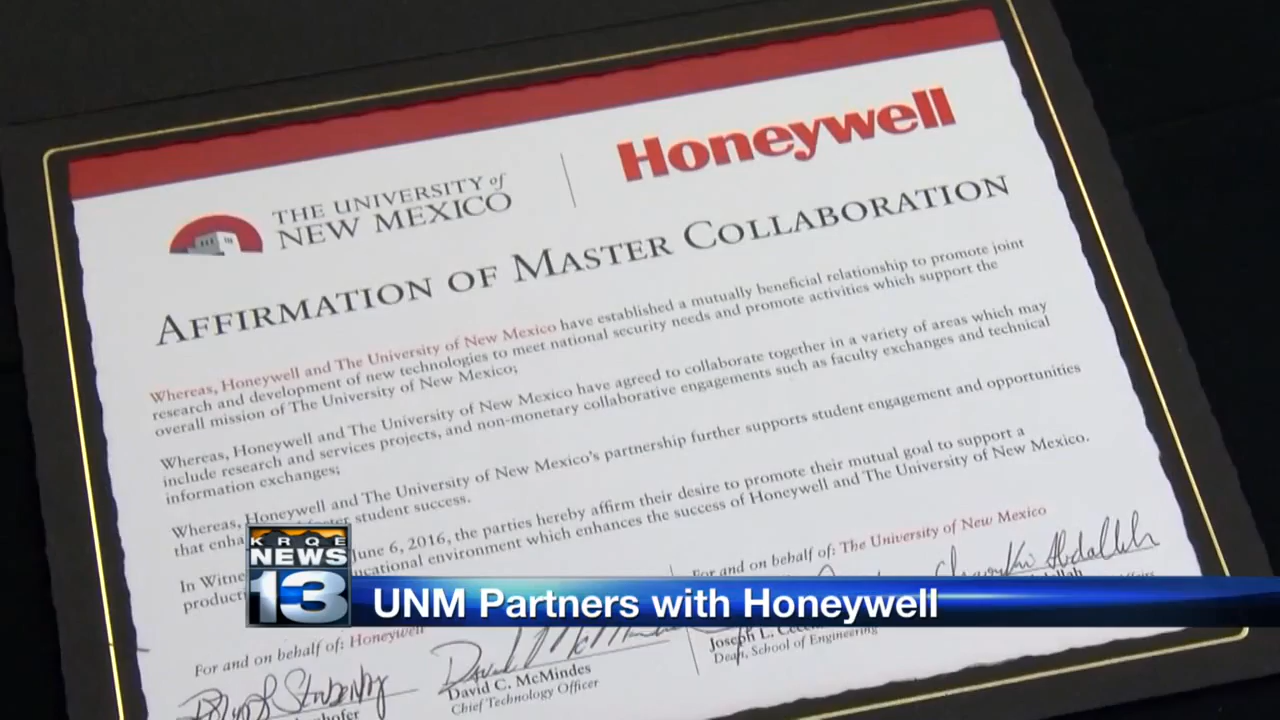 THE UNIVERSITY of
NEW MEXICO
Honeywell
AFFIRMATION OF MASTER COLLABORATION
Whereas, Honeywell and The University of New Mexico have established a mutually beneficial relationship to promote joint
research and development of new technologies to meet national security needs and promote activities which support the
overall mission of The University of New Mexico;
Whereas, Honeywell and The University of New Mexico have agreed to collaborate together in a variety of areas which may
include research and services projects, and non-monetary collaborative engagements such as faculty exchanges and technical
information exchanges;
Whereas, Honeywell and The University of New Mexico's partnership further supports student engagement and opportunities
that student success.
In June 6, 2016, the parties hereby affirm their desire to promote their mutual goal to support a
environment which enhances the success of Honeywell and The University of New Mexico.
For and on behalf of: Honeywell
David C. McMindes
Chief Technology Officer
For and on behalf of: The University of New Mexico
Joseph L.
Dean, School of Engineering
KRQE
NEWS
13
UNM Partners with Honeywell